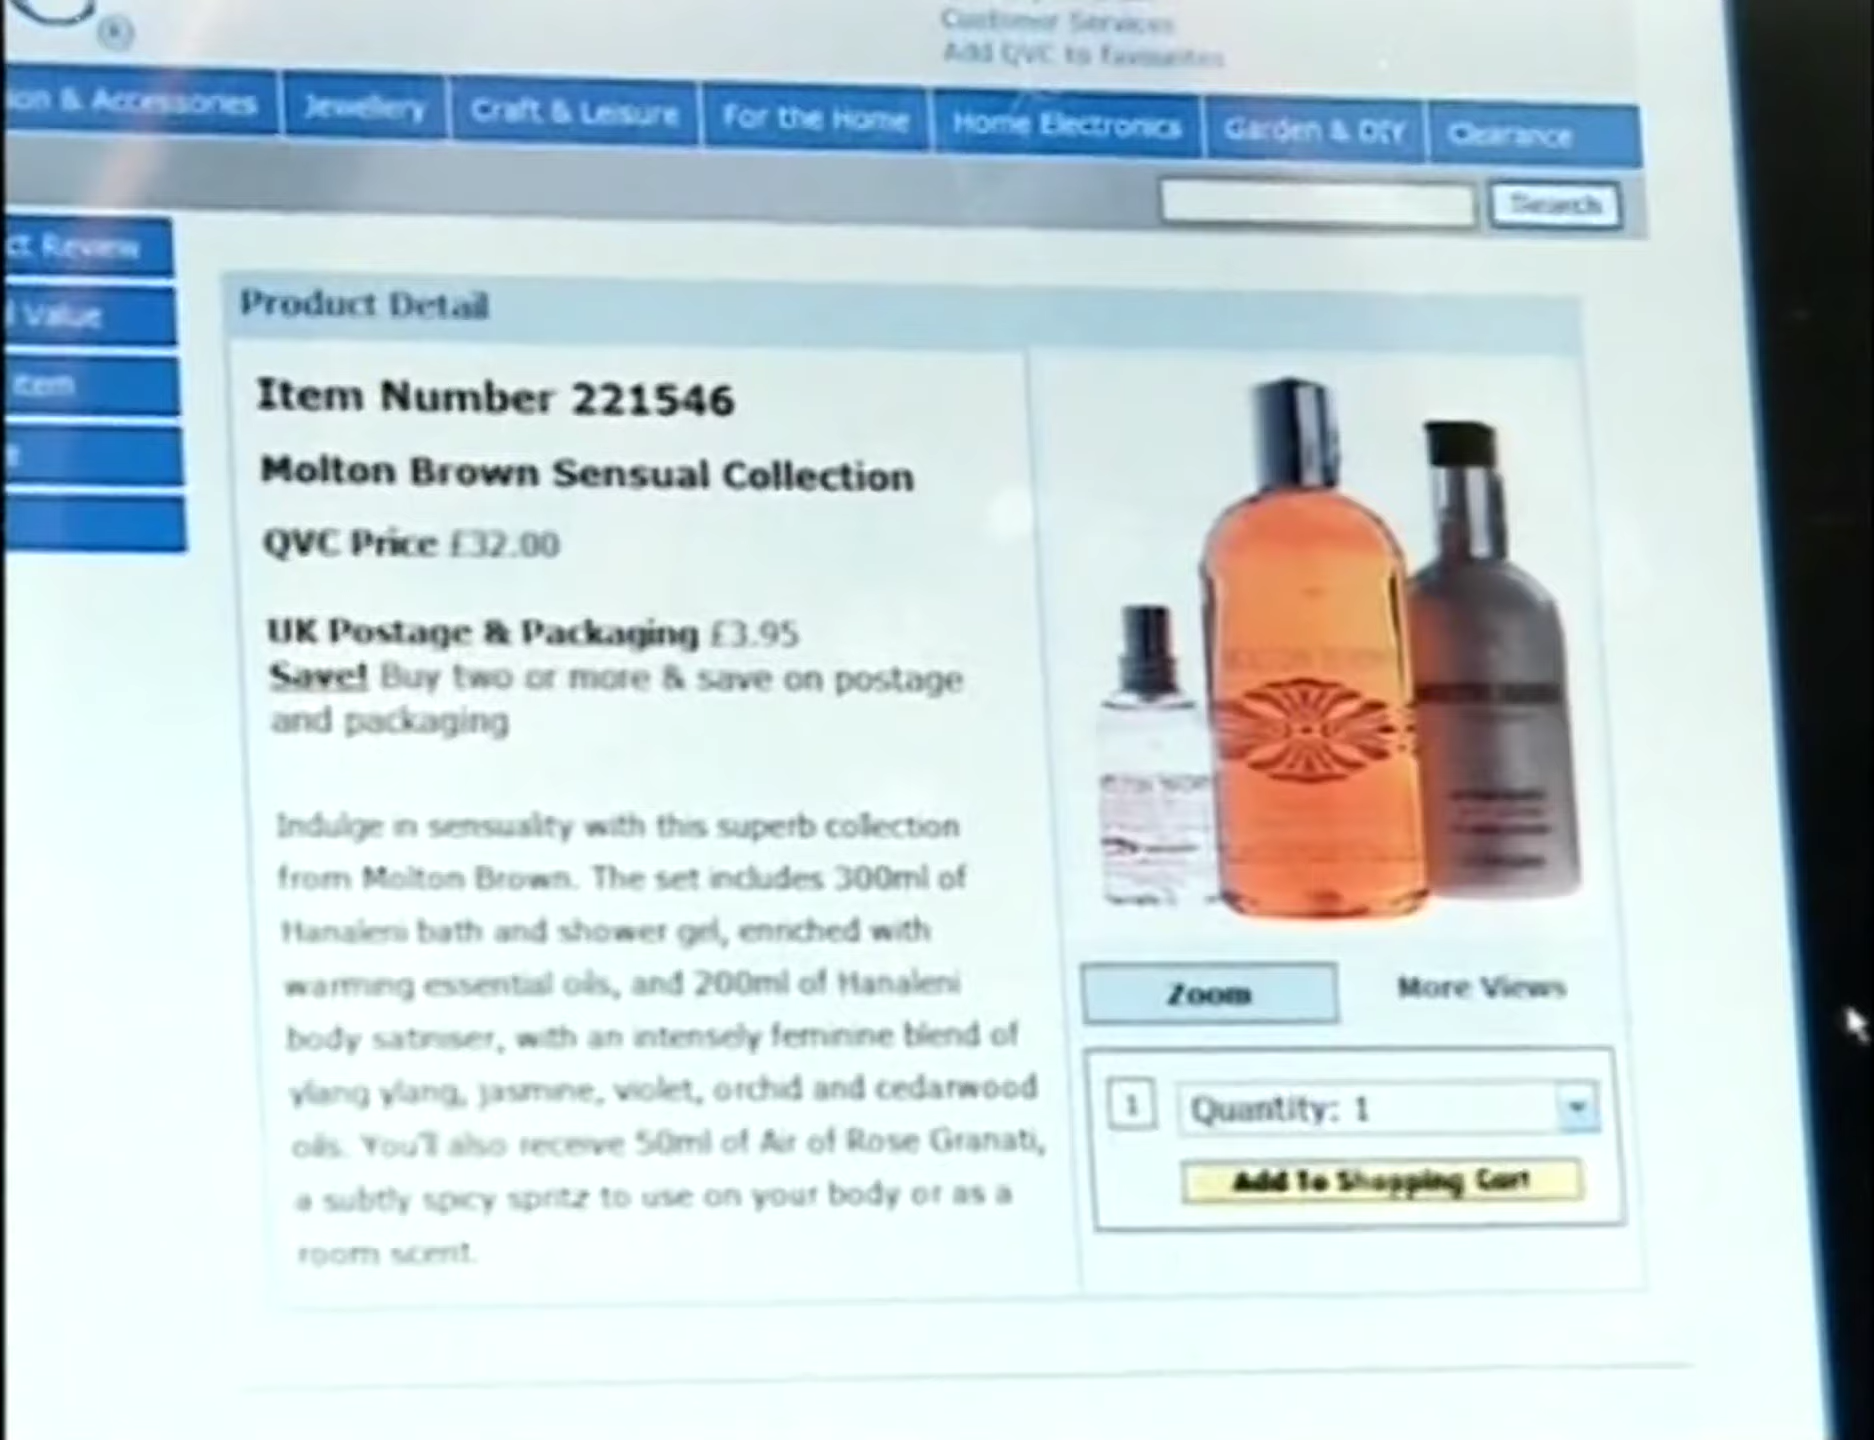 ®
Customer Services
Add QVC to favourites
ion & Accessories Jewellery Craft & Leisure For the Home Home Electronics Garden & DIY Clearance
Search
ct Review
l Value
item
Product Detail
Item Number 221546
Molton Brown Sensual Collection
QVC Price £32.00
UK Postage & Packaging £3.95
Save! Buy two or more & save on postage
and packaging
Indulge in sensuality with this superb collection
from Molton Brown. The set includes 300ml of
Hanaleni bath and shower gel, enriched with
warming essential oils, and 200ml of Hanaleni
body satiniser, with an intensely feminine blend of
ylang ylang, jasmine, violet, orchid and cedarwood
oils. You'll also receive 50ml of Air of Rose Granati,
a subtly spicy spritz to use on your body or as a
room scent.
Zoom More Views
1 Quantity: 1
Add To Shopping Cart